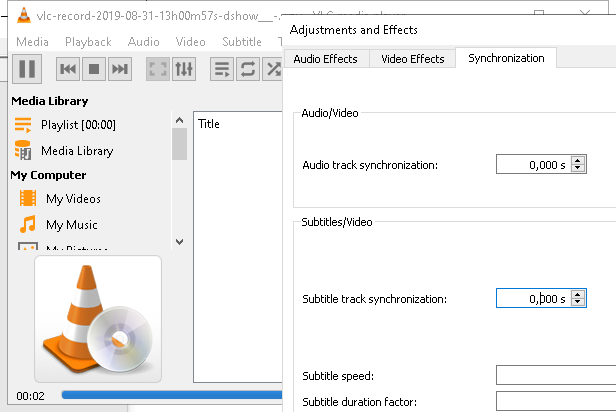 vlc-record-2019-08-31-13h00m57s-dshow__-
Adjustments and Effects
Media Playback Audio Video Subtitle
Audio Effects Video Effects Synchronization
Media Library
Playlist [00:00]
Media Library
My Computer
My Videos
My Music
My Pictures
Title
Audio/Video
Audio track synchronization: 0,000 s
Subtitles/Video
Subtitle track synchronization: 0,000 s
Subtitle speed:
Subtitle duration factor:
00:02